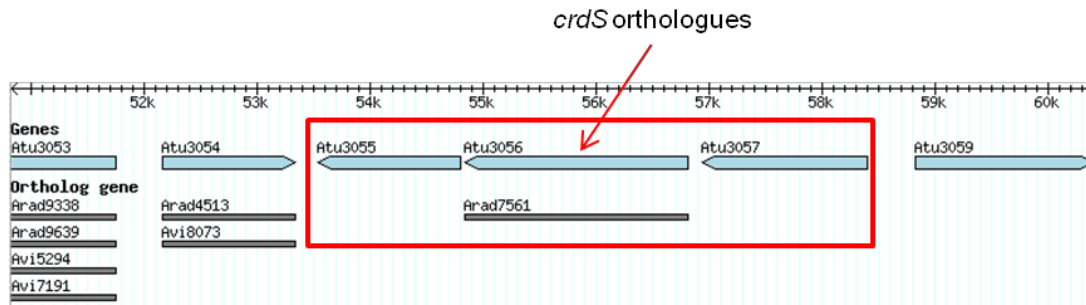 crdS orthologues
52k 53k 54k 55k 56k 57k 58k 59k 60k
Genes
Atu3053 Atu3054 Atu3055 Atu3056 Atu3057 Atu3059
Ortholog gene
Arad9338 Arad4513 Arad7561
Arad9639 Avi8073
Avi5294
Avi7191